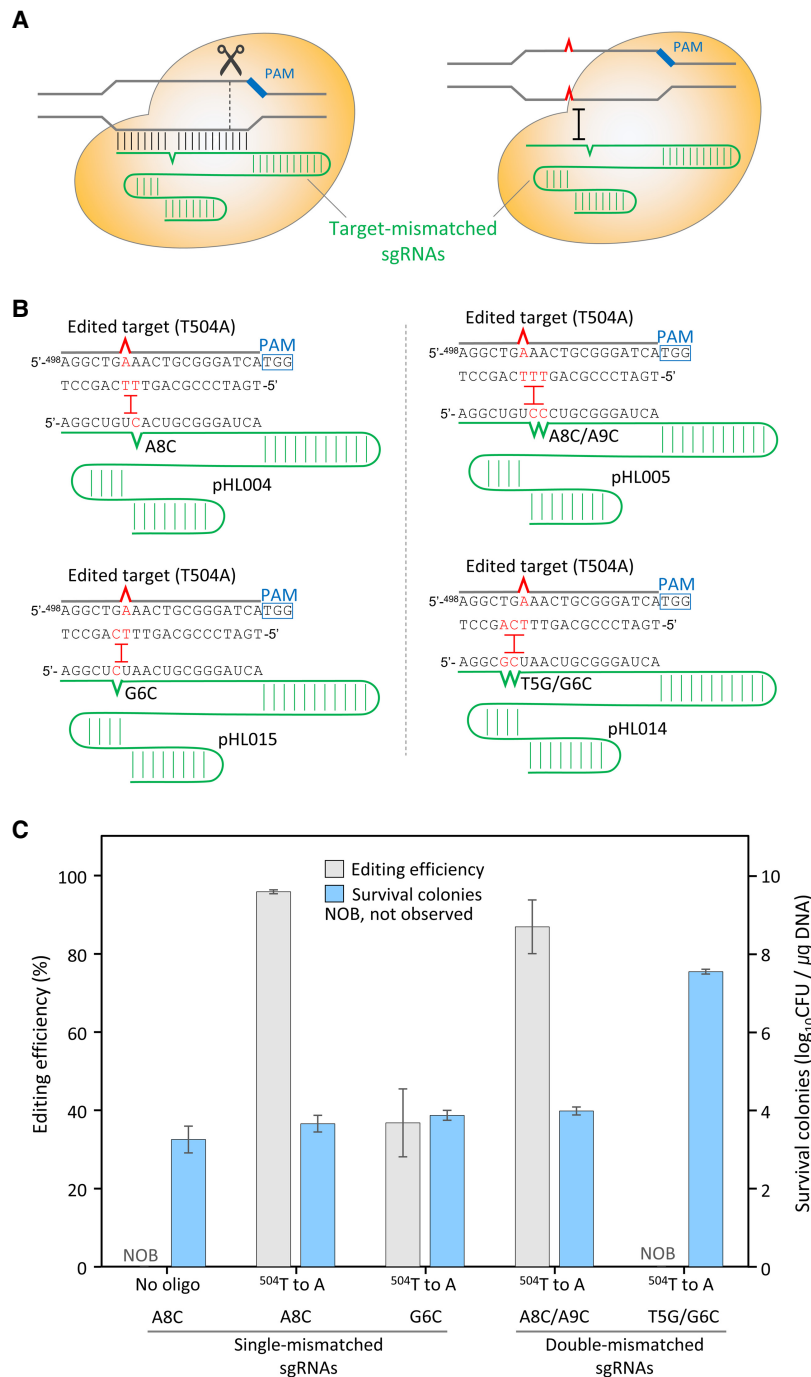 A
PAM
PAM
Target-mismatched
sgRNAs
B
Edited target (T504A)
PAM
5'-498AGGCTGAAACTGCGGGATCATGG
TCCGACTTTGACGCCCTAGT-5'
5'-AGGCUGUCACUGCGGGAUCA
A8C
pHL004
Edited target (T504A)
PAM
5'-498AGGCTGAAACTGCGGGATCATGG
TCCGACTTTGACGCCCTAGT-5'
5'-AGGCUGUCCCUGCGGGAUCA
A8C/A9C
pHL005
Edited target (T504A)
PAM
5'-498AGGCTGAAACTGCGGGATCATGG
TCCGACTTTGACGCCCTAGT-5'
5'-AGGCUCUAACUGCGGGAUCA
G6C
pHL015
Edited target (T504A)
PAM
5'-498AGGCTGAAACTGCGGGATCATGG
TCCGACTTTGACGCCCTAGT-5'
5'-AGGCGCUAACUGCGGGAUCA
T5G/G6C
pHL014
C
Editing efficiency
Survival colonies
NOB, not observed
Editing efficiency (%)
100
80
60
40
20
0
Survival colonies (log10CFU / µg DNA)
10
8
6
4
2
0
NOB
NOB
No oligo
504T to A
504T to A
504T to A
504T to A
A8C
A8C
G6C
A8C/A9C
T5G/G6C
Single-mismatched
sgRNAs
Double-mismatched
sgRNAs